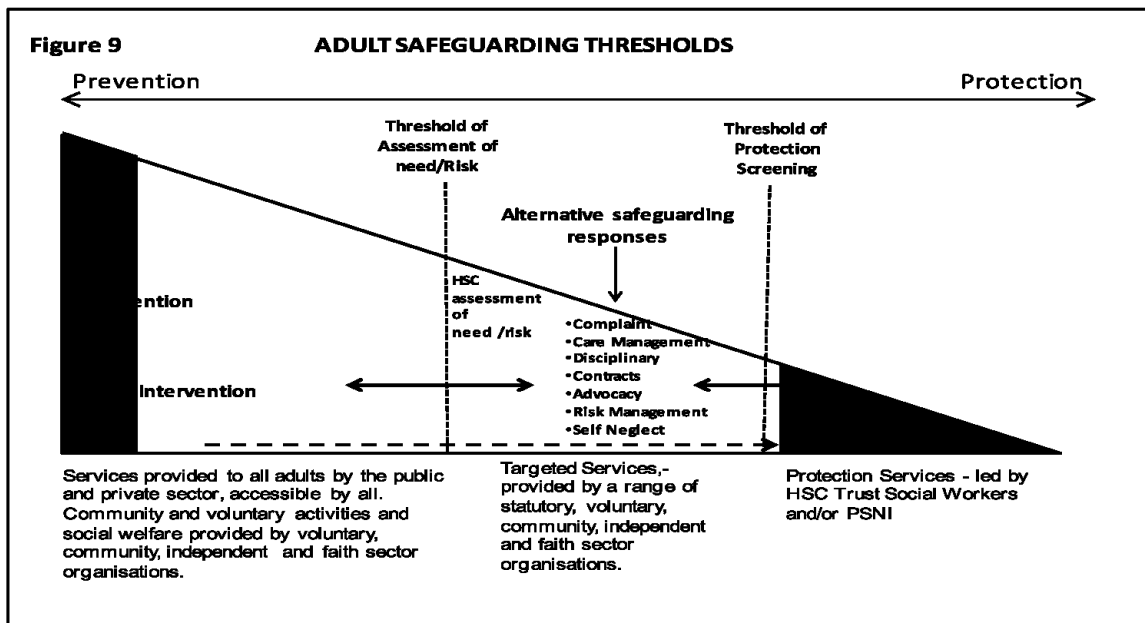 Figure 9
ADULT SAFEGUARDING THRESHOLDS
Prevention
Protection
Threshold of
Assessment of
need/Risk
Threshold of
Protection
Screening
Alternative safeguarding
responses
HSC
assessment
of
need /risk
•Complaint
•Care Management
•Disciplinary
•Contracts
•Advocacy
•Risk Management
•Self Neglect
Intervention
Services provided to all adults by the public
and private sector, accessible by all.
Community and voluntary activities and
social welfare provided by voluntary,
community, independent and faith sector
organisations.
Targeted Services,-
provided by a range of
statutory, voluntary,
community, independent
and faith sector
organisations.
Protection Services - led by
HSC Trust Social Workers
and/or PSNI